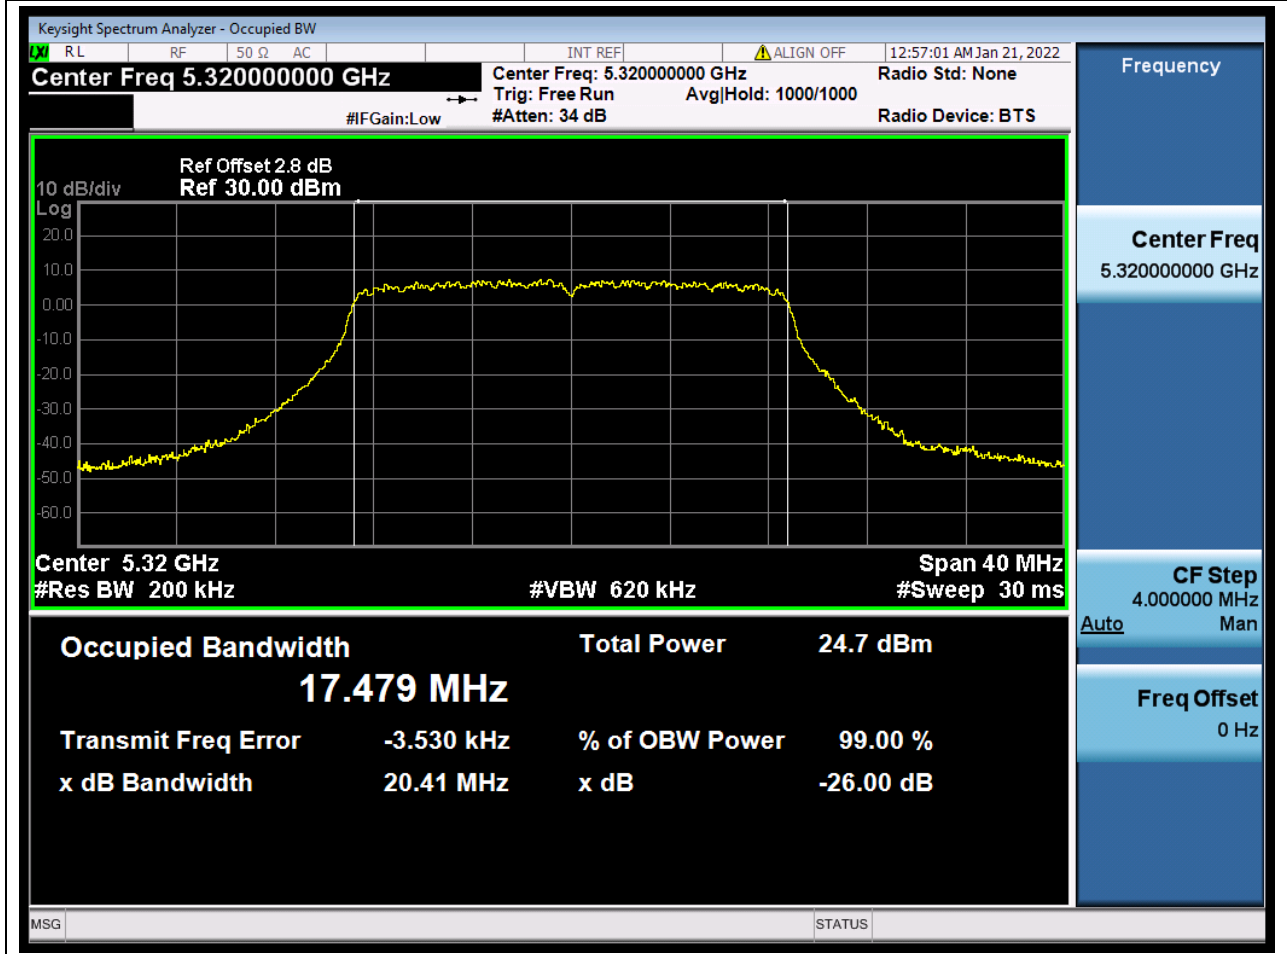 Keysight Spectrum Analyzer - Occupied BW
LXI RL RF 50 Ω AC INT REF ALIGN OFF 12:57:01 AM Jan 21, 2022
Center Freq 5.320000000 GHz
Center Freq: 5.320000000 GHz
Radio Std: None
Trig: Free Run Avg|Hold: 1000/1000
#IFGain:Low #Atten: 34 dB Radio Device: BTS
Ref Offset 2.8 dB
10 dB/div Ref 30.00 dBm
Log
20.0
10.0
0.00
-10.0
-20.0
-30.0
-40.0
-50.0
-60.0
Center 5.32 GHz Span 40 MHz
#Res BW 200 kHz #VBW 620 kHz #Sweep 30 ms
Occupied Bandwidth Total Power 24.7 dBm
17.479 MHz
Transmit Freq Error -3.530 kHz % of OBW Power 99.00 %
x dB Bandwidth 20.41 MHz x dB -26.00 dB
MSG STATUS
Frequency
Center Freq
5.320000000 GHz
CF Step
4.000000 MHz
Auto Man
Freq Offset
0 Hz